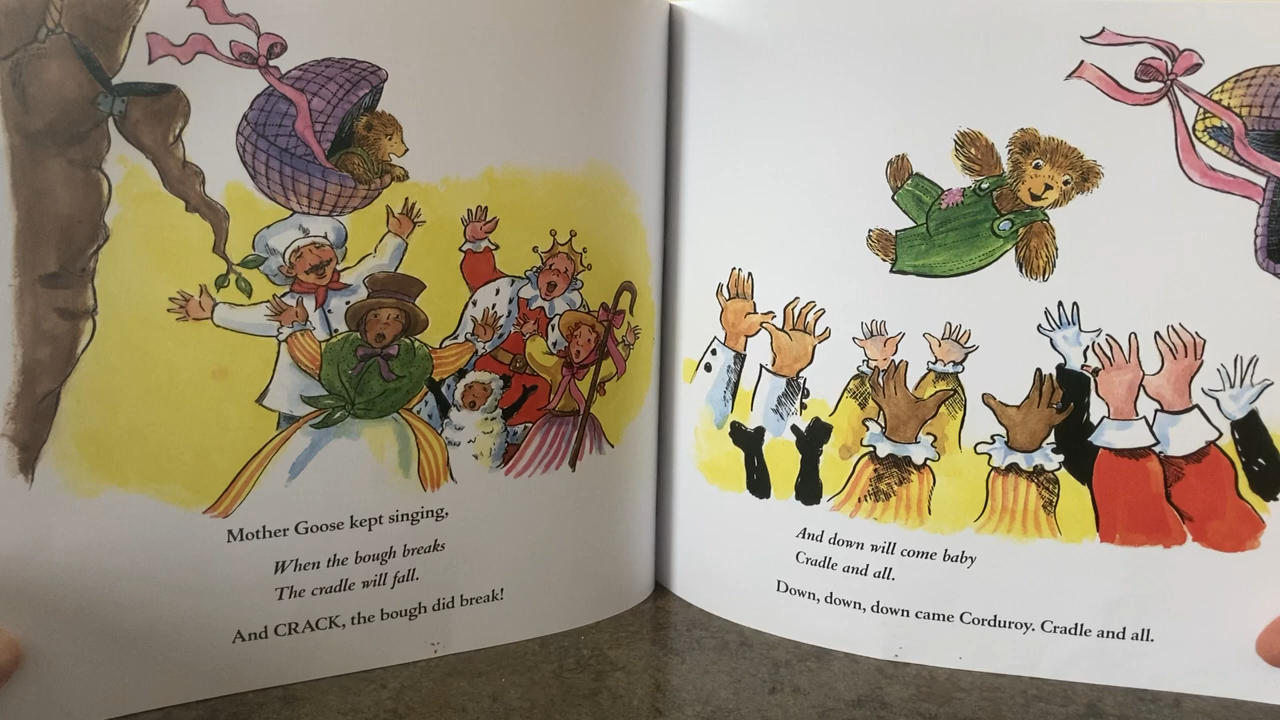 Mother Goose kept singing,
When the bough breaks
The cradle will fall.
And CRACK, the bough did break!
And down will come baby
Cradle and all.
Down, down, down came Corduroy. Cradle and all.